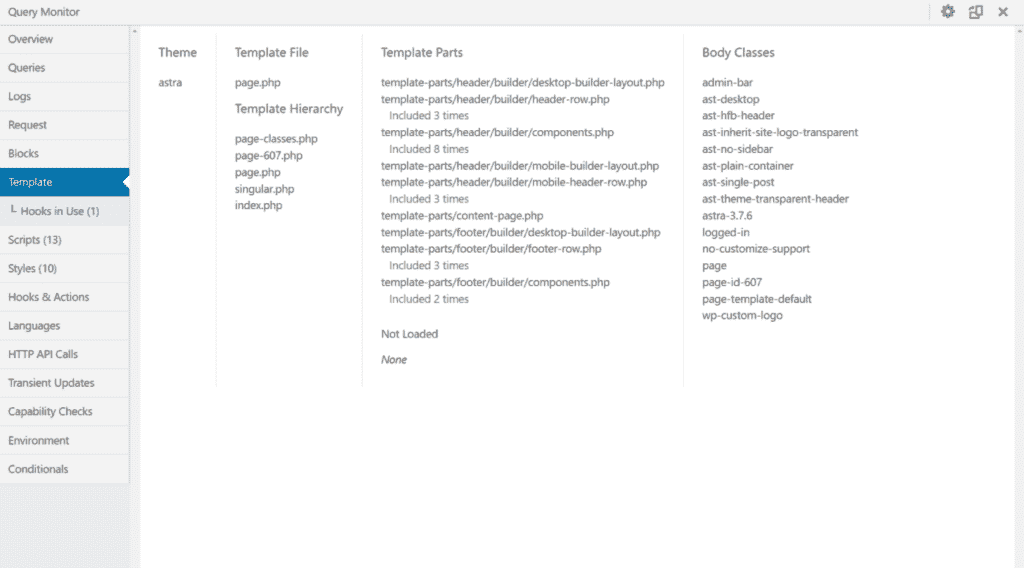 Query Monitor
Overview
Queries
Logs
Request
Blocks
Template
Hooks in Use (1)
Scripts (13)
Styles (10)
Hooks & Actions
Languages
HTTP API Calls
Transient Updates
Capability Checks
Environment
Conditionals
Theme
astra
Template File
page.php
Template Hierarchy
page-classes.php
page-607.php
page.php
singular.php
index.php
Template Parts
template-parts/header/builder/desktop-builder-layout.php
template-parts/header/builder/header-row.php
Included 3 times
template-parts/header/builder/components.php
Included 8 times
template-parts/header/builder/mobile-builder-layout.php
template-parts/header/builder/mobile-header-row.php
Included 3 times
template-parts/content-page.php
template-parts/footer/builder/desktop-builder-layout.php
template-parts/footer/builder/footer-row.php
Included 3 times
template-parts/footer/builder/components.php
Included 2 times
Not Loaded
None
Body Classes
admin-bar
ast-desktop
ast-hfb-header
ast-inherit-site-logo-transparent
ast-no-sidebar
ast-plain-container
ast-single-post
ast-theme-transparent-header
astra-3.7.6
logged-in
no-customize-support
page
page-id-607
page-template-default
wp-custom-logo